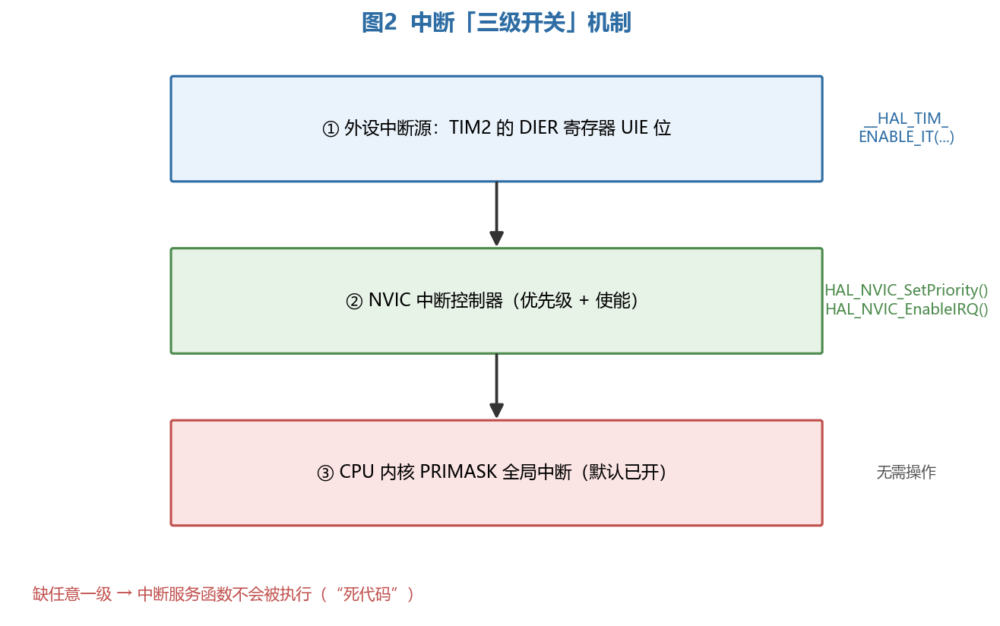 图2  中断「三级开关」机制
① 外设中断源：TIM2 的 DIER 寄存器 UIE 位
__HAL_TIM_
ENABLE_IT(...)
② NVIC 中断控制器（优先级 + 使能）
HAL_NVIC_SetPriority()
HAL_NVIC_EnableIRQ()
③ CPU 内核 PRIMASK 全局中断（默认已开）
无需操作
缺任意一级 → 中断服务函数不会被执行（“死代码”）